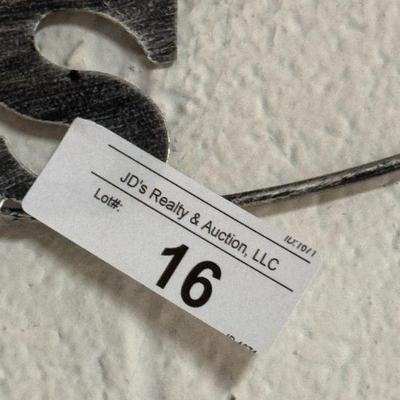 JD's Realty & Auction, LLC
Lot#:
16